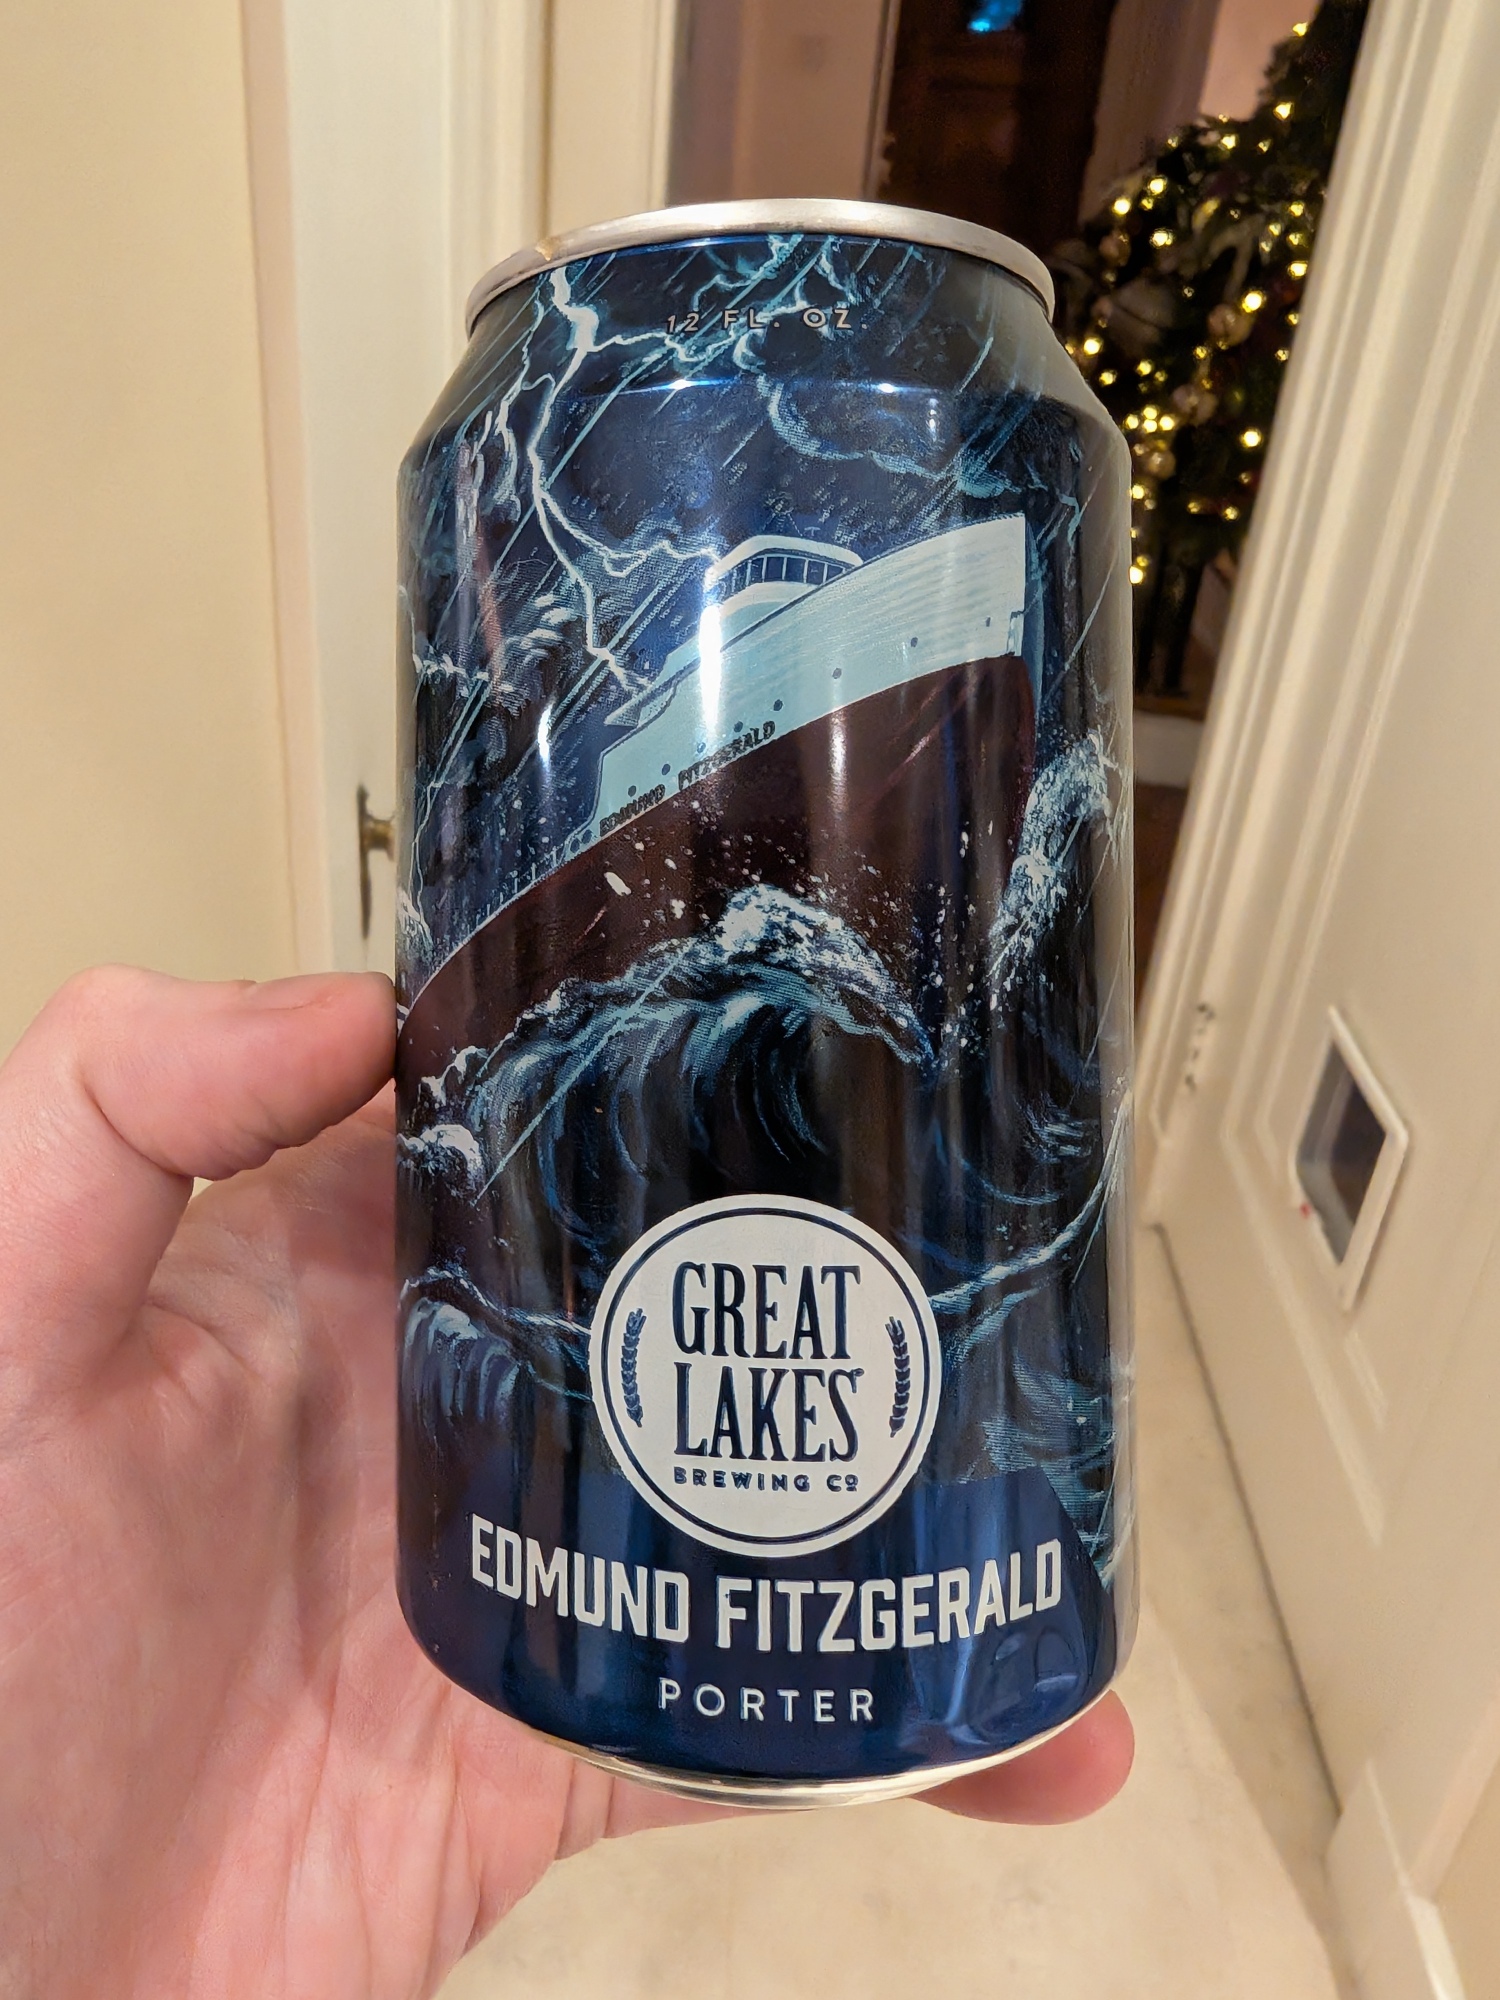 12 FL. OZ.
EDMUND FITZGERALD
GREAT
LAKES
BREWING CO
EDMUND FITZGERALD
PORTER